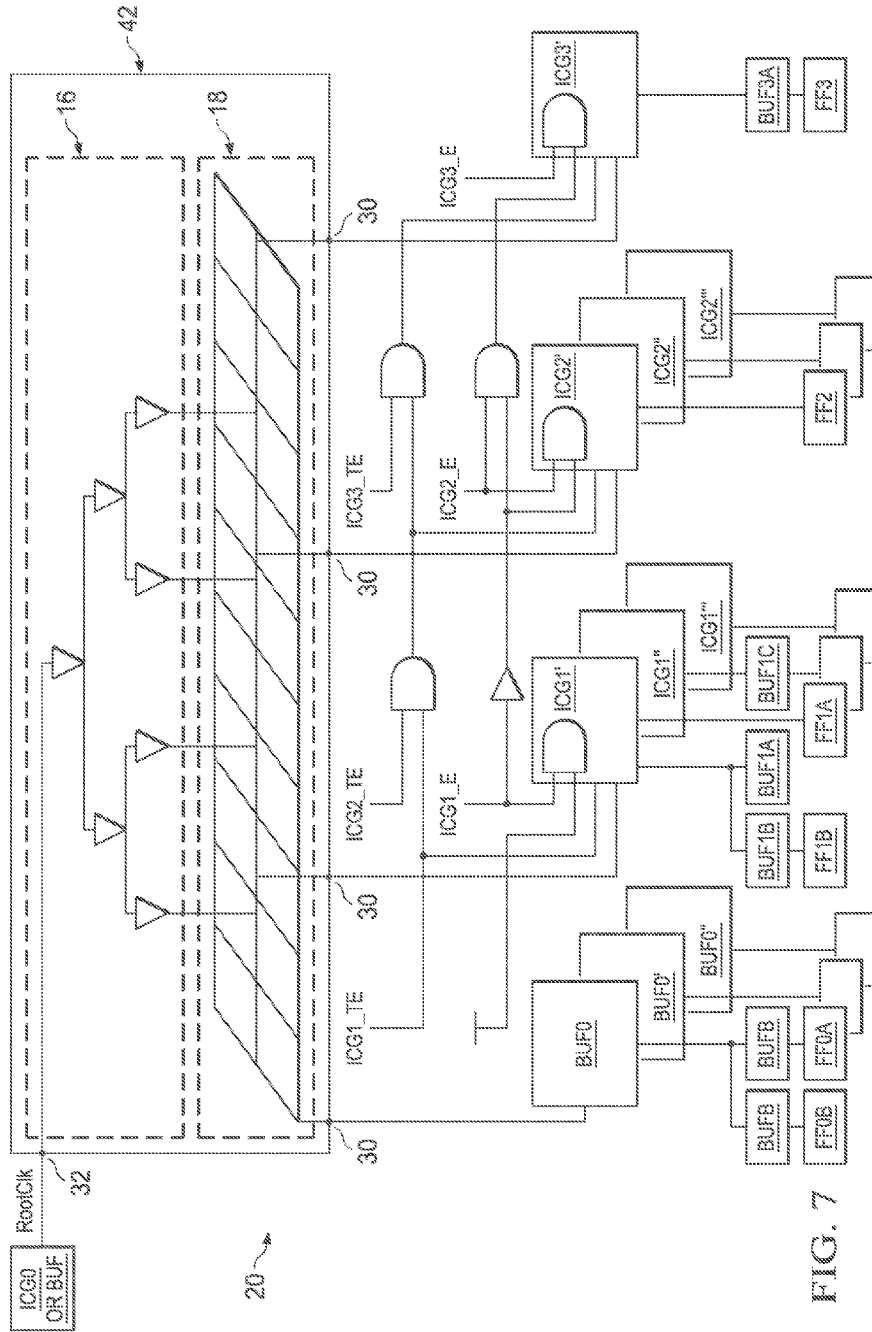 ICG0
OR BUF
RootClk
32
42
16
18
20
30
30
30
30
ICG1_TE
ICG2_TE
ICG3_TE
ICG1_E
ICG2_E
ICG3_E
BUF0
BUF0'
BUF0"
ICG1'
ICG1"
ICG1'"
ICG2'
ICG2"
ICG2'"
ICG3'
BUFB
BUFB
BUF1B
BUF1A
BUF1C
BUF3A
FF0B
FF0A
FF1B
FF1A
FF2
FF3
FIG. 7